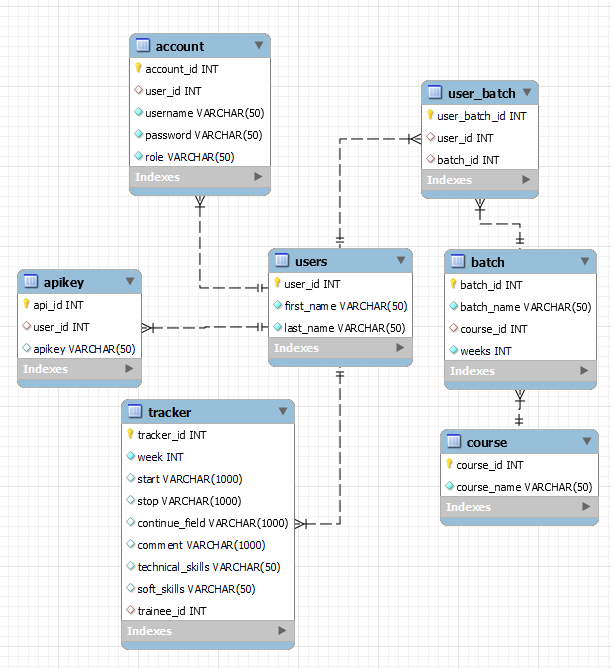 account
account_id INT
user_id INT
username VARCHAR(50)
password VARCHAR(50)
role VARCHAR(50)
Indexes
user_batch
user_batch_id INT
user_id INT
batch_id INT
Indexes
users
user_id INT
first_name VARCHAR(50)
last_name VARCHAR(50)
Indexes
batch
batch_id INT
batch_name VARCHAR(50)
course_id INT
weeks INT
Indexes
apikey
api_id INT
user_id INT
apikey VARCHAR(50)
Indexes
tracker
tracker_id INT
week INT
start VARCHAR(1000)
stop VARCHAR(1000)
continue_field VARCHAR(1000)
comment VARCHAR(1000)
technical_skills VARCHAR(50)
soft_skills VARCHAR(50)
trainee_id INT
Indexes
course
course_id INT
course_name VARCHAR(50)
Indexes